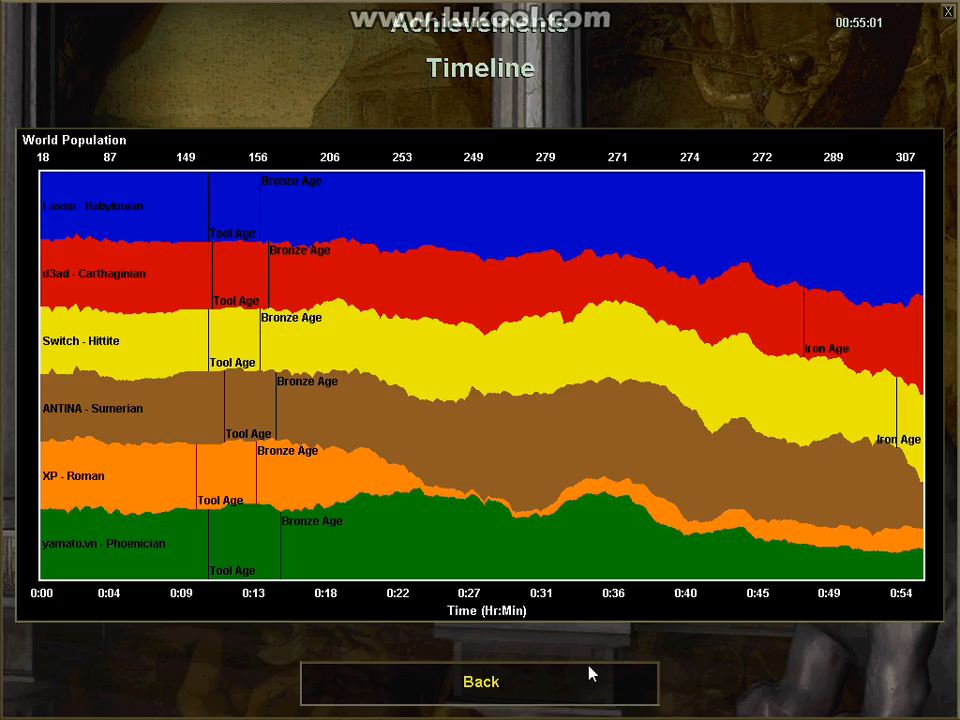 www.lukool.com
Achievements
00:55:01
X
Timeline
World Population
18 87 149 156 206 253 249 279 271 274 272 289 307
Bronze Age
Babylonian
Tool Age
Bronze Age
d3ad - Carthaginian
Tool Age
Bronze Age
Switch - Hittite
Iron Age
Tool Age
Bronze Age
ANTINA - Sumerian
Tool Age
Iron Age
Bronze Age
XP - Roman
Tool Age
Bronze Age
yamato.vn - Phoenician
Tool Age
0:00 0:04 0:09 0:13 0:18 0:22 0:27 0:31 0:36 0:40 0:45 0:49 0:54
Time (Hr:Min)
Back